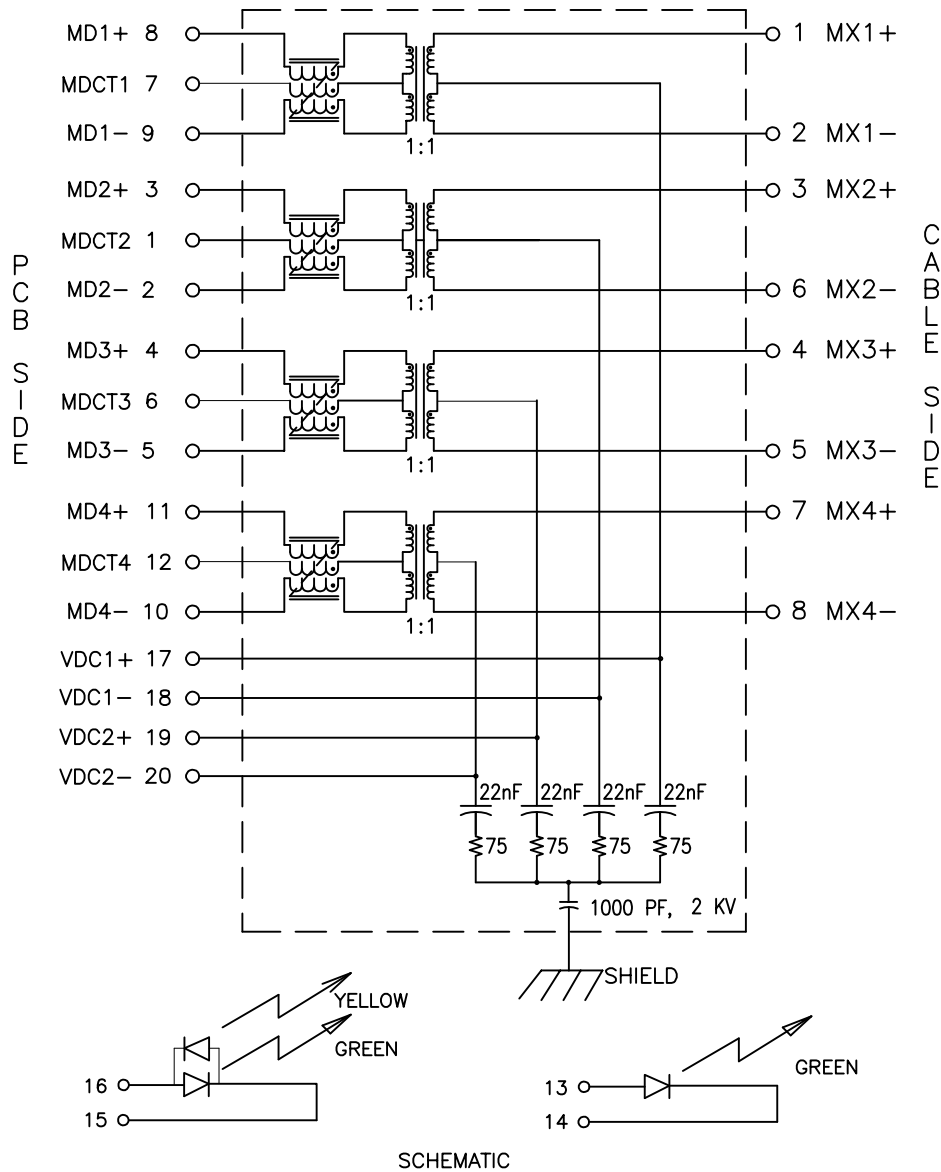 MD1+ 8
1 MX1+
MDCT1 7
MD1- 9
2 MX1-
1:1
MD2+ 3
3 MX2+
MDCT2 1
MD2- 2
6 MX2-
1:1
PCB SIDE
CABLE SIDE
MD3+ 4
4 MX3+
MDCT3 6
MD3- 5
5 MX3-
1:1
MD4+ 11
7 MX4+
MDCT4 12
MD4- 10
8 MX4-
1:1
VDC1+ 17
VDC1- 18
VDC2+ 19
VDC2- 20
22nF 22nF 22nF 22nF
75 75 75 75
1000 PF, 2 KV
SHIELD
YELLOW
GREEN
16
15
GREEN
13
14
SCHEMATIC